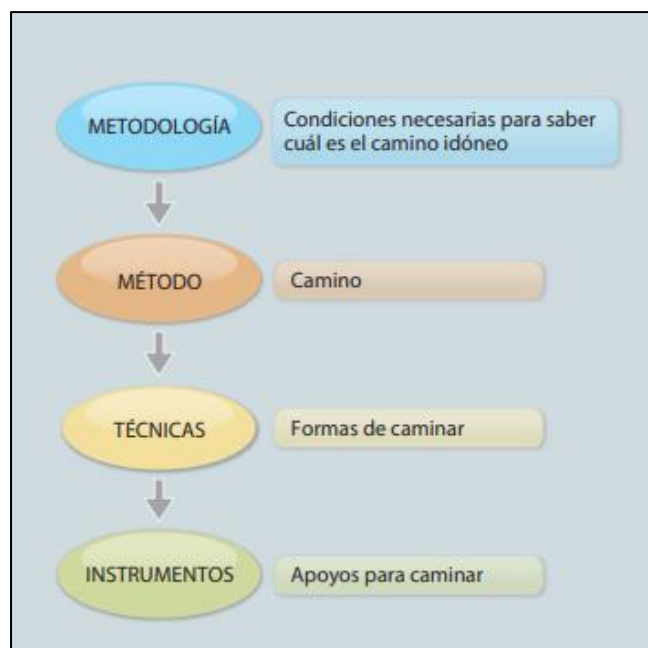 METODOLOGÍA
Condiciones necesarias para saber
cuál es el camino idóneo
MÉTODO
Camino
TÉCNICAS
Formas de caminar
INSTRUMENTOS
Apoyos para caminar